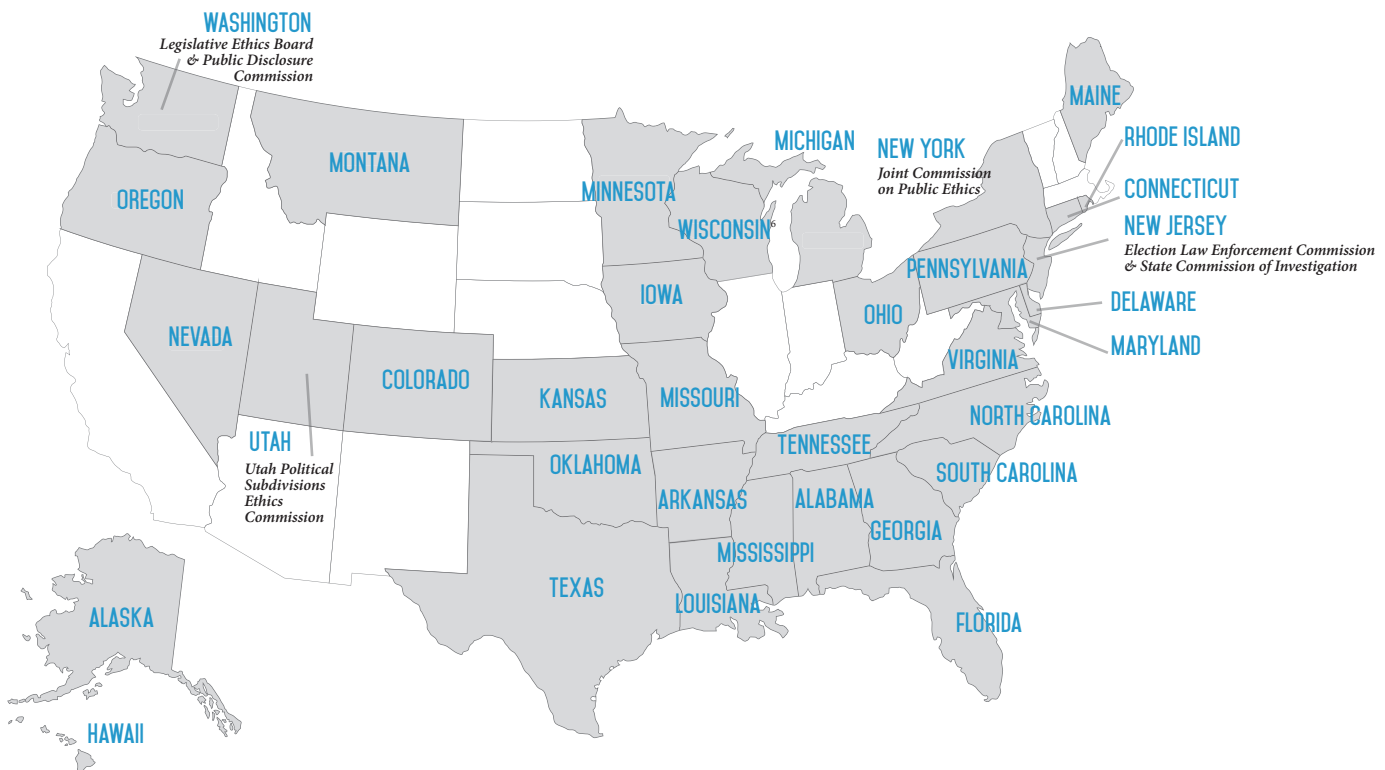 WASHINGTON
Legislative Ethics Board
& Public Disclosure
Commission
MAINE
RHODE ISLAND
MICHIGAN
NEW YORK
Joint Commission
on Public Ethics
MONTANA
CONNECTICUT
MINNESOTA
OREGON
NEW JERSEY
Election Law Enforcement Commission
& State Commission of Investigation
WISCONSIN6
PENNSYLVANIA
IOWA
DELAWARE
OHIO
NEVADA
MARYLAND
VIRGINIA
COLORADO
KANSAS
MISSOURI
NORTH CAROLINA
UTAH
Utah Political
Subdivisions
Ethics
Commission
TENNESSEE
OKLAHOMA
SOUTH CAROLINA
ARKANSAS
ALABAMA
GEORGIA
MISSISSIPPI
TEXAS
LOUISIANA
ALASKA
FLORIDA
HAWAII